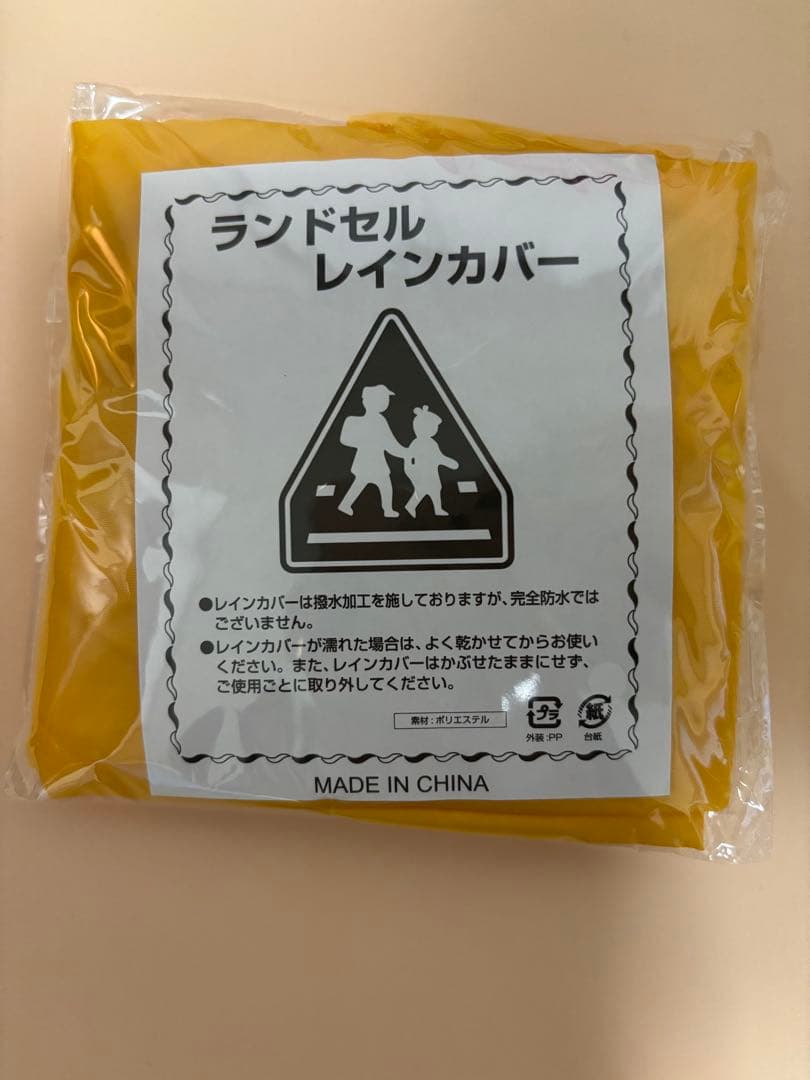 ランドセル
レインカバー
●レインカバーは撥水加工を施しておりますが、完全防水では
ございません。
●レインカバーが濡れた場合は、よく乾かせてからお使い
ください。また、レインカバーはかぶせたままにせず、
ご使用ごとに取り外してください。
素材:ポリエステル
プラ
外装:PP
紙
台紙
MADE IN CHINA